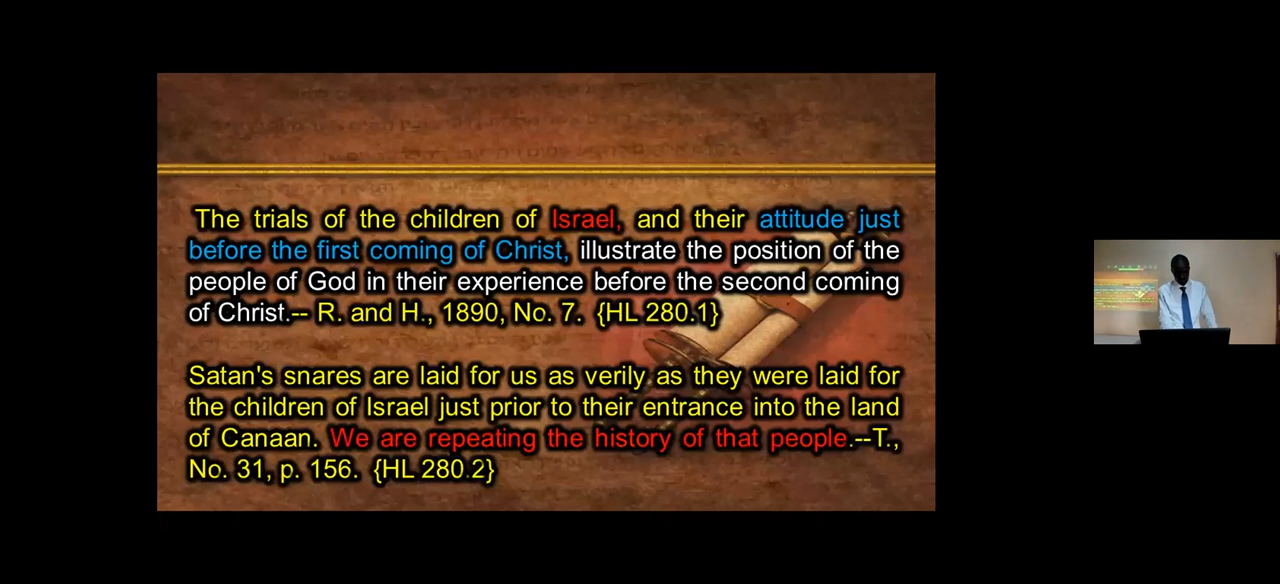 The trials of the children of Israel, and their attitude just
before the first coming of Christ, illustrate the position of the
people of God in their experience before the second coming
of Christ.-- R. and H., 1890, No. 7. {HL 280.1}
Satan's snares are laid for us as verily as they were laid for
the children of Israel just prior to their entrance into the land
of Canaan. We are repeating the history of that people.--T.,
No. 31, p. 156. {HL 280.2}